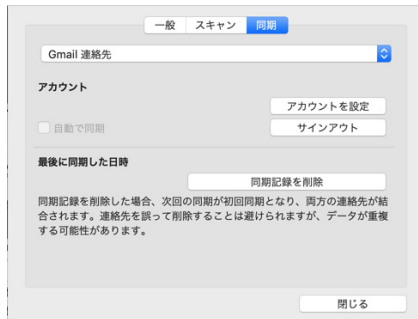 一般 スキャン 同期
Gmail 連絡先
アカウント
アカウントを設定
自動で同期 サインアウト
最後に同期した日時
同期記録を削除
同期記録を削除した場合、次回の同期が初回同期となり、両方の連絡先が結
合されます。連絡先を誤って削除することは避けられますが、データが重複
する可能性があります。
閉じる